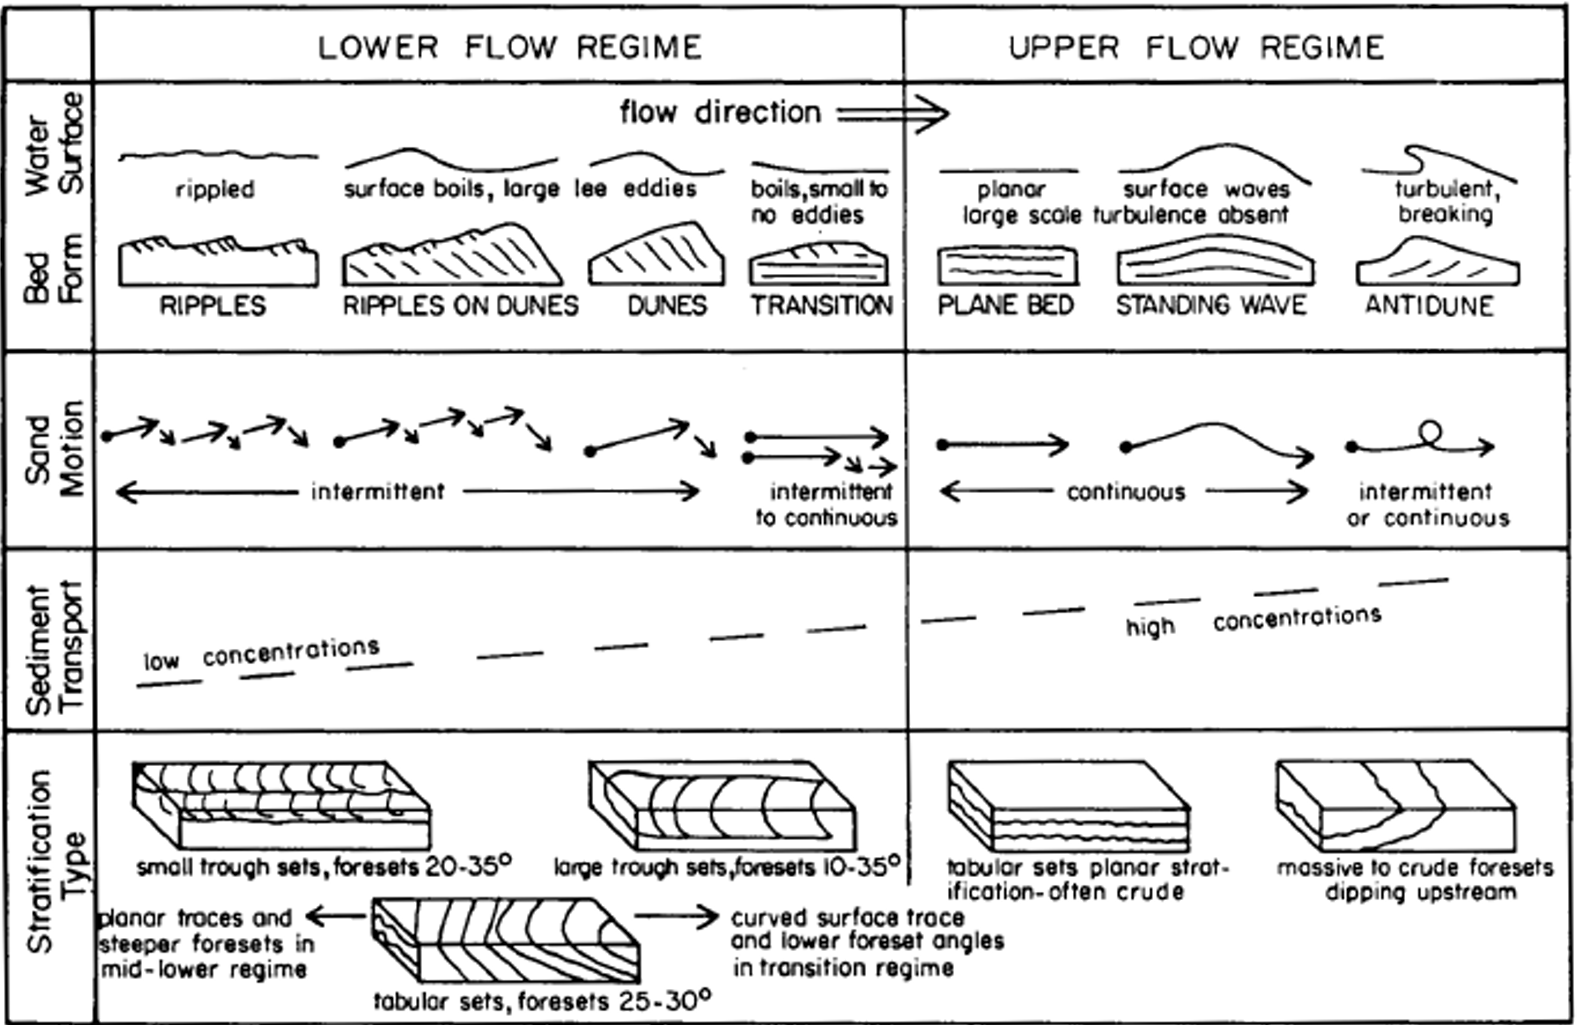 LOWER FLOW REGIME
UPPER FLOW REGIME
Water
Surface
flow direction
rippled
surface boils, large lee eddies
boils, small to
no eddies
planar
large scale
surface waves
turbulence absent
turbulent,
breaking
Bed
Form
RIPPLES
RIPPLES ON DUNES
DUNES
TRANSITION
PLANE BED
STANDING WAVE
ANTIDUNE
Sand
Motion
intermittent
intermittent
to continuous
continuous
intermittent
or continuous
Sediment
Transport
low concentrations
high concentrations
Stratification
Type
small trough sets, foresets 20-35°
large trough sets, foresets 10-35°
tabular sets planar strat-
ification-often crude
massive to crude foresets
dipping upstream
planar traces and
steeper foresets in
mid-lower regime
curved surface trace
and lower foreset angles
in transition regime
tabular sets, foresets 25-30°